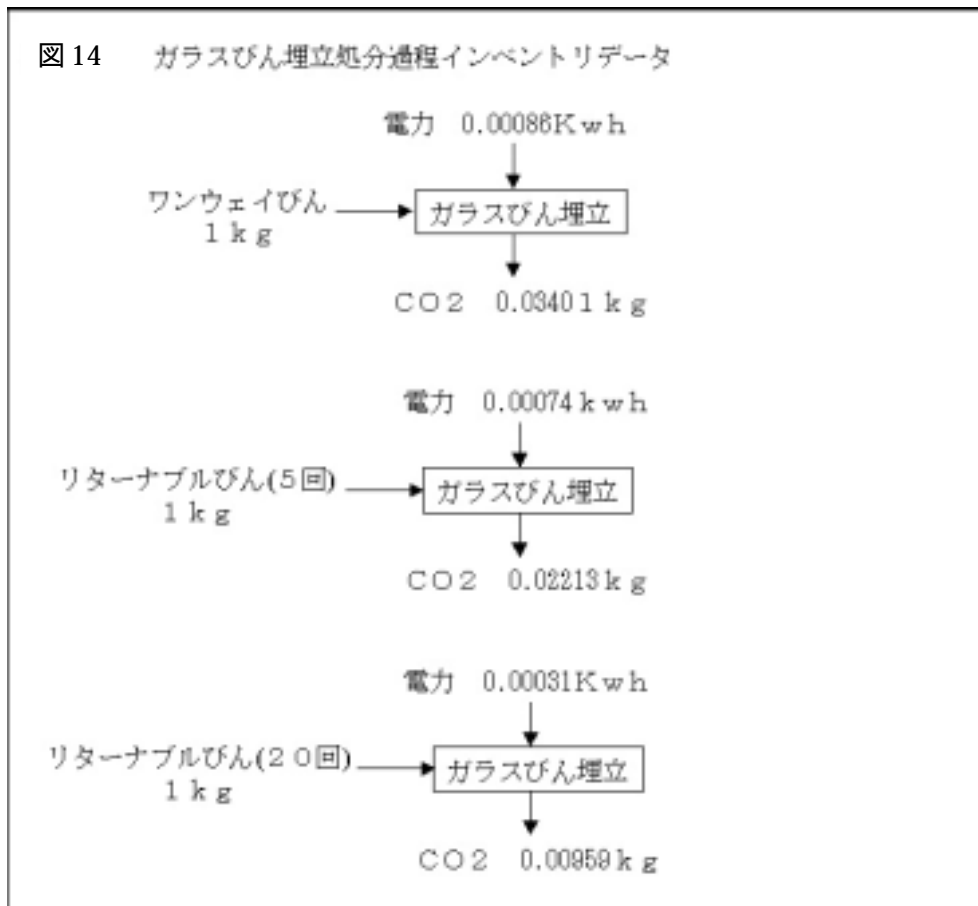 図14　ガラスびん埋立処分過程インベントリデータ
電力　0.00086Ｋｗｈ
ワンウェイびん
１ｋｇ
ガラスびん埋立
ＣＯ２　0.03401ｋｇ
電力　0.00074ｋｗｈ
リターナブルびん(５回)
１ｋｇ
ガラスびん埋立
ＣＯ２　0.02213ｋｇ
電力　0.00031Ｋｗｈ
リターナブルびん(２０回)
１ｋｇ
ガラスびん埋立
ＣＯ２　0.00959ｋｇ